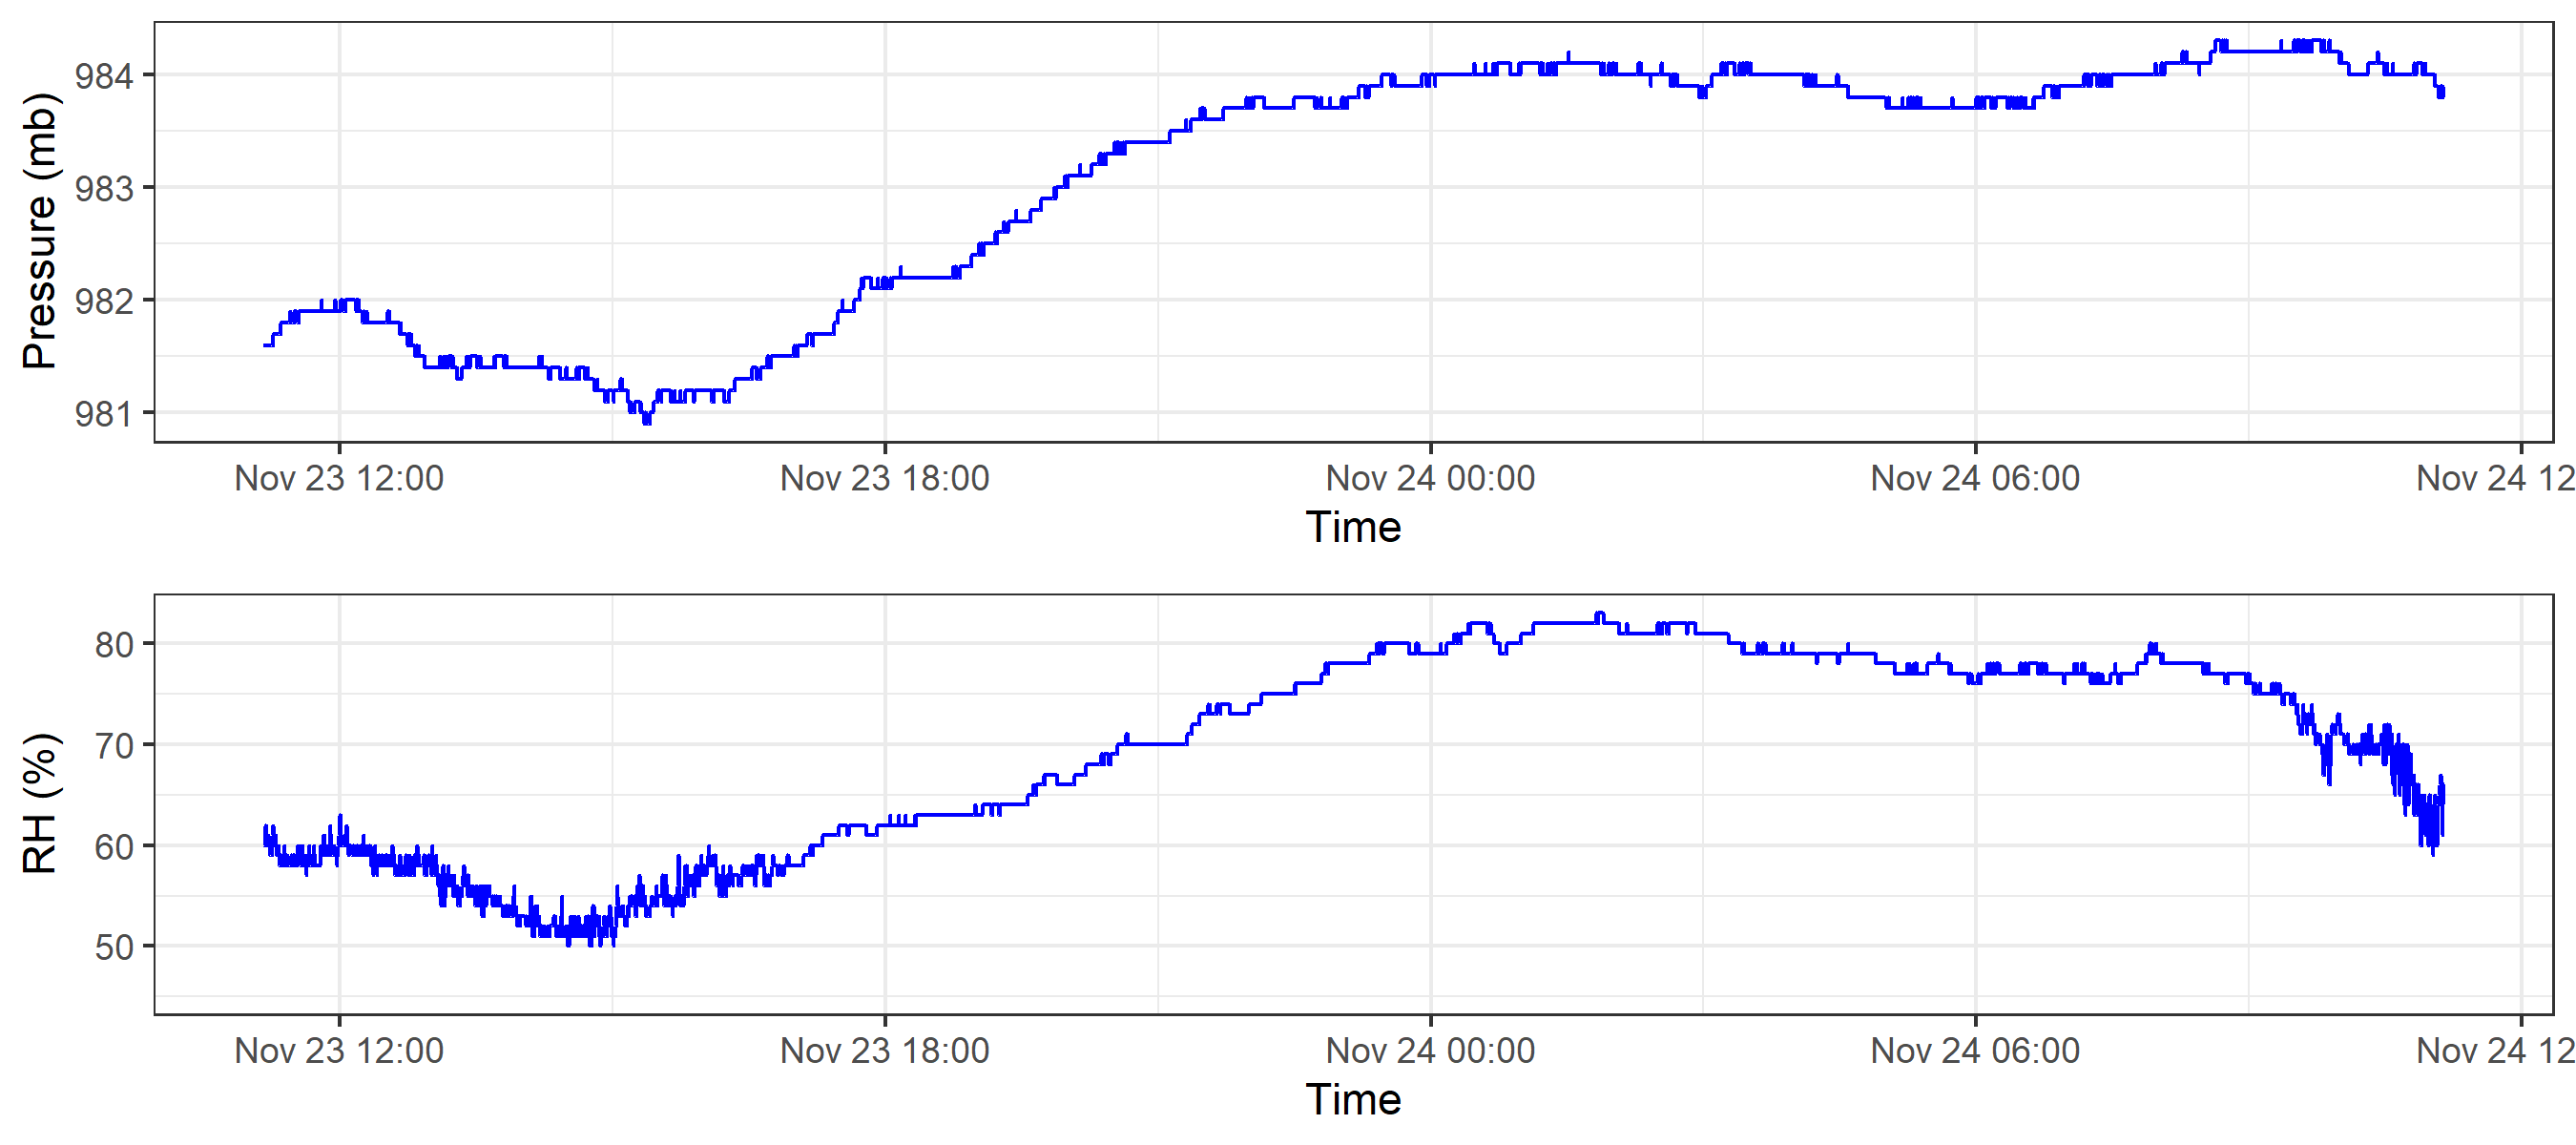 Pressure (mb)
984
983
982
981
Nov 23 12:00
Nov 23 18:00
Nov 24 00:00
Nov 24 06:00
Nov 24 12
Time
RH (%)
80
70
60
50
Nov 23 12:00
Nov 23 18:00
Nov 24 00:00
Nov 24 06:00
Nov 24 12
Time